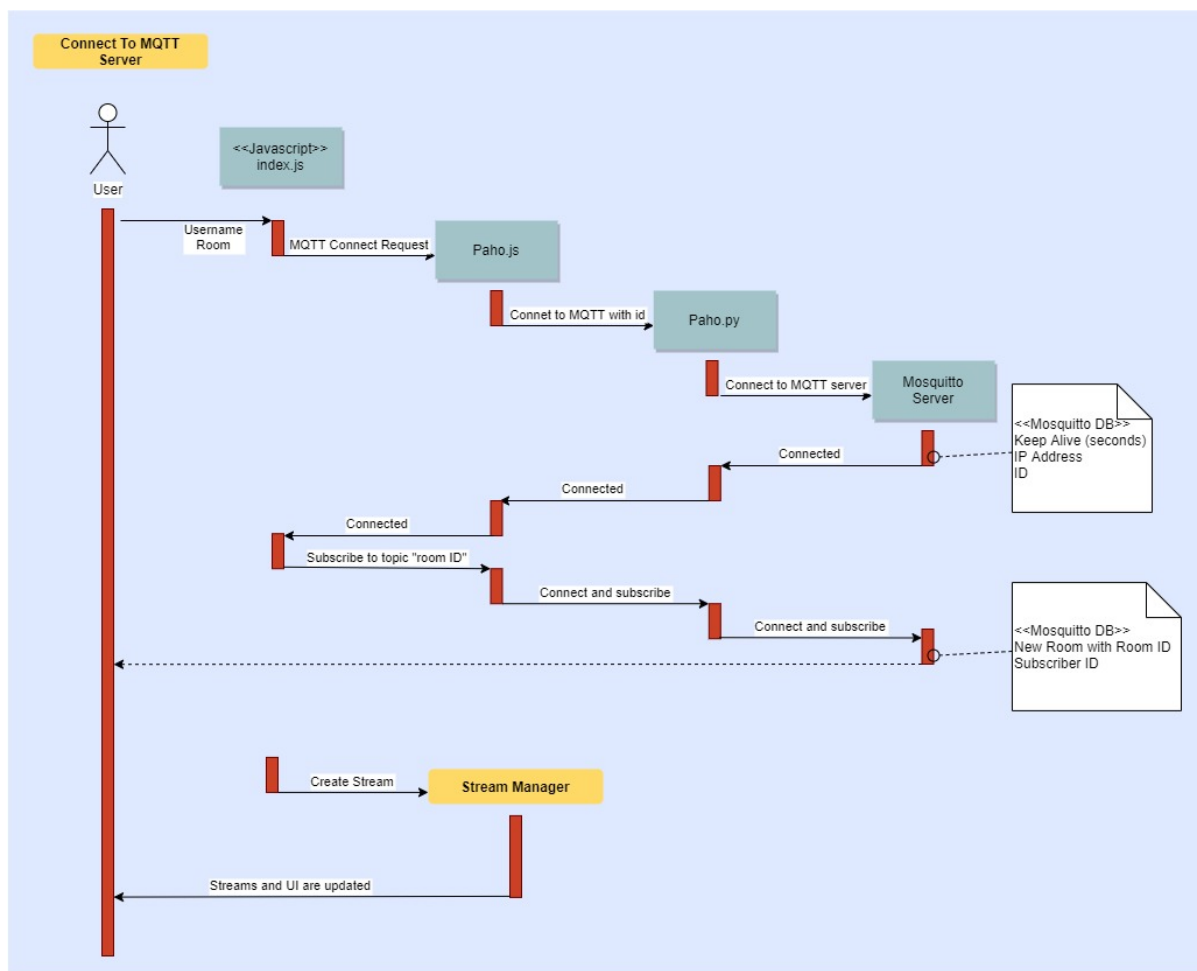 Connect To MQTT
Server
User
<<Javascript>>
index.js
Username
Room
MQTT Connect Request
Paho.js
Connet to MQTT with id
Paho.py
Connect to MQTT server
Mosquitto
Server
<<Mosquitto DB>>
Keep Alive (seconds)
IP Address
ID
Connected
Connected
Connected
Subscribe to topic "room ID"
Connect and subscribe
Connect and subscribe
<<Mosquitto DB>>
New Room with Room ID
Subscriber ID
Create Stream
Stream Manager
Streams and UI are updated